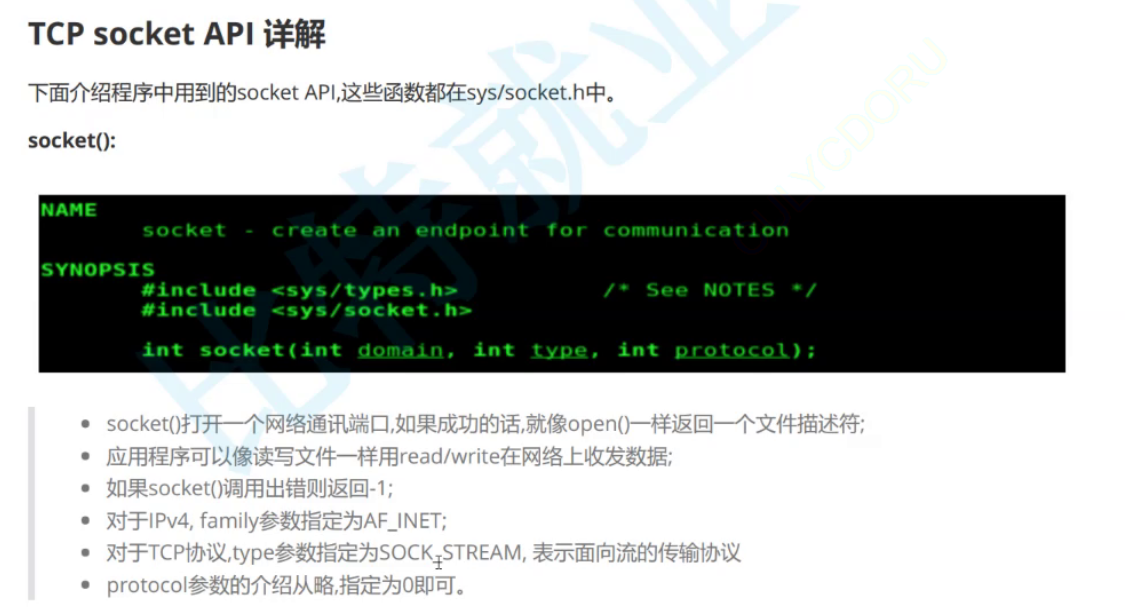 TCP socket API 详解
下面介绍程序中用到的socket API,这些函数都在sys/socket.h中。
socket():
NAME
socket - create an endpoint for communication
SYNOPSIS
#include <sys/types.h> /* See NOTES */
#include <sys/socket.h>
int socket(int domain, int type, int protocol);
socket()打开一个网络通讯端口,如果成功的话,就像open()一样返回一个文件描述符;
应用程序可以像读写文件一样用read/write在网络上收发数据;
如果socket()调用出错则返回-1;
对于IPv4, family参数指定为AF_INET;
对于TCP协议,type参数指定为SOCK_STREAM, 表示面向流的传输协议
protocol参数的介绍从略,指定为0即可。
比特就业